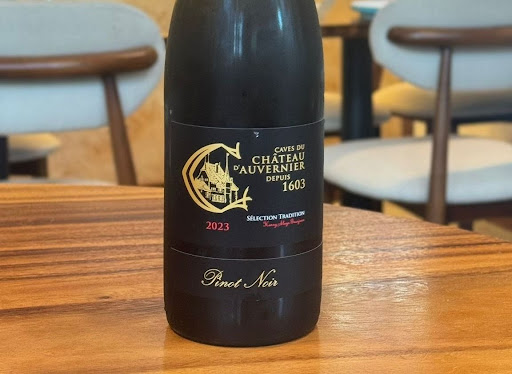 CAVES DU
CHÂTEAU
D'AUVERNIER
DEPUIS
1603
SÉLECTION TRADITION
2023
Pinot Noir